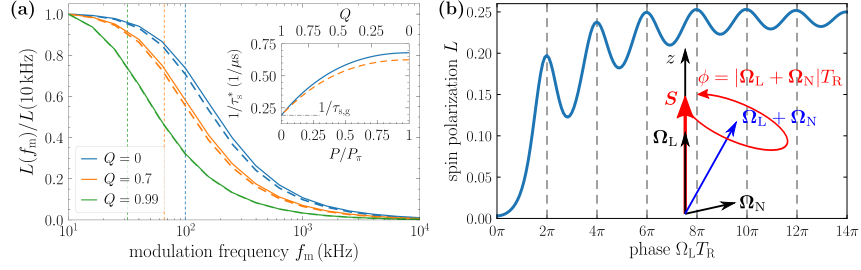 (a)
L(fm)/L(10 kHz)
1.0
0.8
0.6
0.4
0.2
0.0
Q = 0
Q = 0.7
Q = 0.99
10¹
10²
10³
10⁴
modulation frequency fm (kHz)
Q
1
0.76
0
1/τs* (1/μs)
0.75
0.50
0.25
0.00
1/τs,g
0
0.25
0.5
0.75
1
P/Pπ
(b)
spin polarization L
0.25
0.20
0.15
0.10
0.05
0.00
z
ϕ = |ΩL + ΩN|TR
S
ΩL + ΩN
ΩL
ΩN
0π
2π
4π
6π
8π
10π
12π
14π
phase ΩLTR